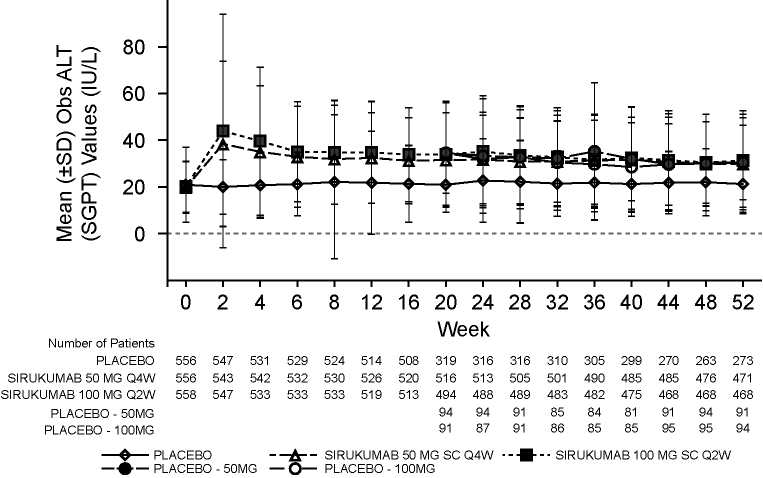 Mean (±SD) Obs ALT
(SGPT) Values (IU/L)
80
60
40
20
0
0 2 4 6 8 12 16 20 24 28 32 36 40 44 48 52
Week
Number of Patients
PLACEBO 556 547 531 529 524 514 508 319 316 316 310 305 299 270 263 273
SIRUKUMAB 50 MG Q4W 556 543 542 532 530 526 520 516 513 505 501 490 485 485 476 471
SIRUKUMAB 100 MG Q2W 558 547 533 533 533 519 513 494 488 489 483 482 475 468 468 468
PLACEBO - 50MG 94 94 91 85 84 81 91 94 91
PLACEBO - 100MG 91 87 91 86 85 85 95 95 94
PLACEBO SIRUKUMAB 50 MG SC Q4W SIRUKUMAB 100 MG SC Q2W
PLACEBO - 50MG PLACEBO - 100MG